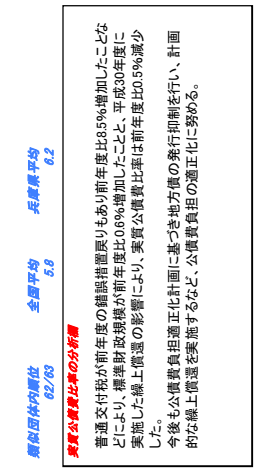 類似団体内順位 全国平均 兵庫県平均
62/63 5.8 6.2
実質公債費比率の分析欄
普通交付税が前年度の錯誤措置戻りもあり前年度比8.5%増加したことな
どにより、標準財政規模が前年度比0.6%増加したことと、平成30年度に
実施した繰上償還の影響により、実質公債費比率は前年度比0.5%減少
した。
今後も公債費負担適正化計画に基づき地方債の発行抑制を行い、計画
的な繰上償還を実施するなど、公債費負担の適正化に努める。